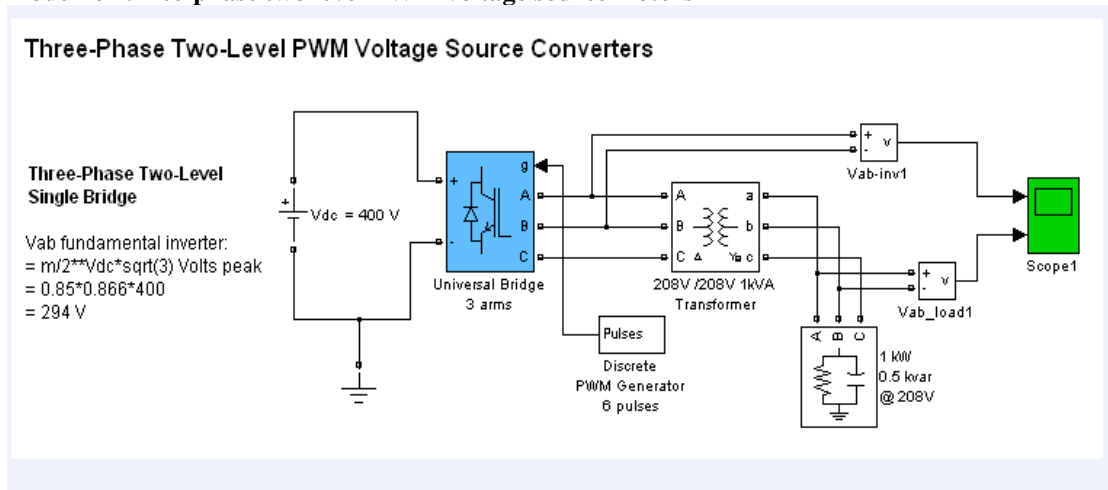 Three-Phase Two-Level PWM Voltage Source Converters
Three-Phase Two-Level
Single Bridge
Vab fundamental inverter:
= m/2**Vdc*sqrt(3) Volts peak
= 0.85*0.866*400
= 294 V
+
Vdc = 400 V
g
+
-
A
B
C
Universal Bridge
3 arms
Pulses
Discrete
PWM Generator
6 pulses
A
B
C
a
b
c
Δ
Yg
208V /208V 1kVA
Transformer
+
-
v
Vab-inv1
+
-
v
Vab_load1
Scope1
A
B
C
1 kW
0.5 kvar
@ 208V